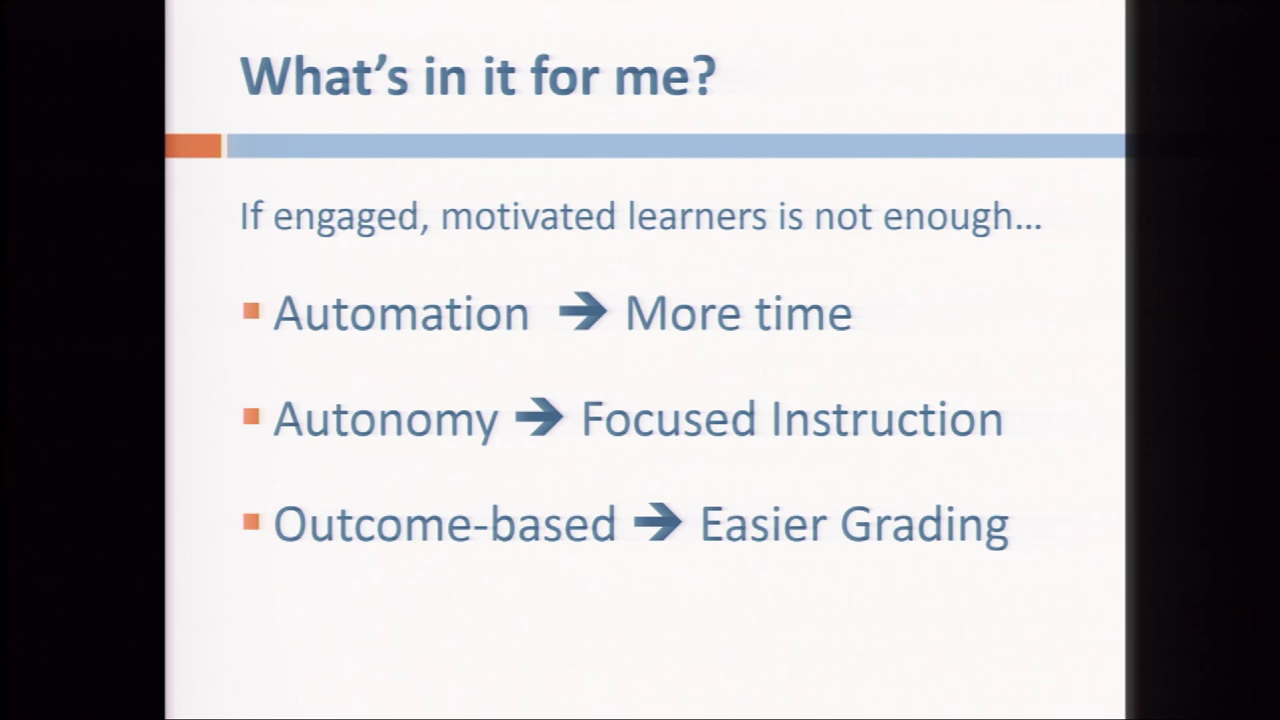 What’s in it for me?
If engaged, motivated learners is not enough...
▪ Automation ➔ More time
▪ Autonomy ➔ Focused Instruction
▪ Outcome-based ➔ Easier Grading